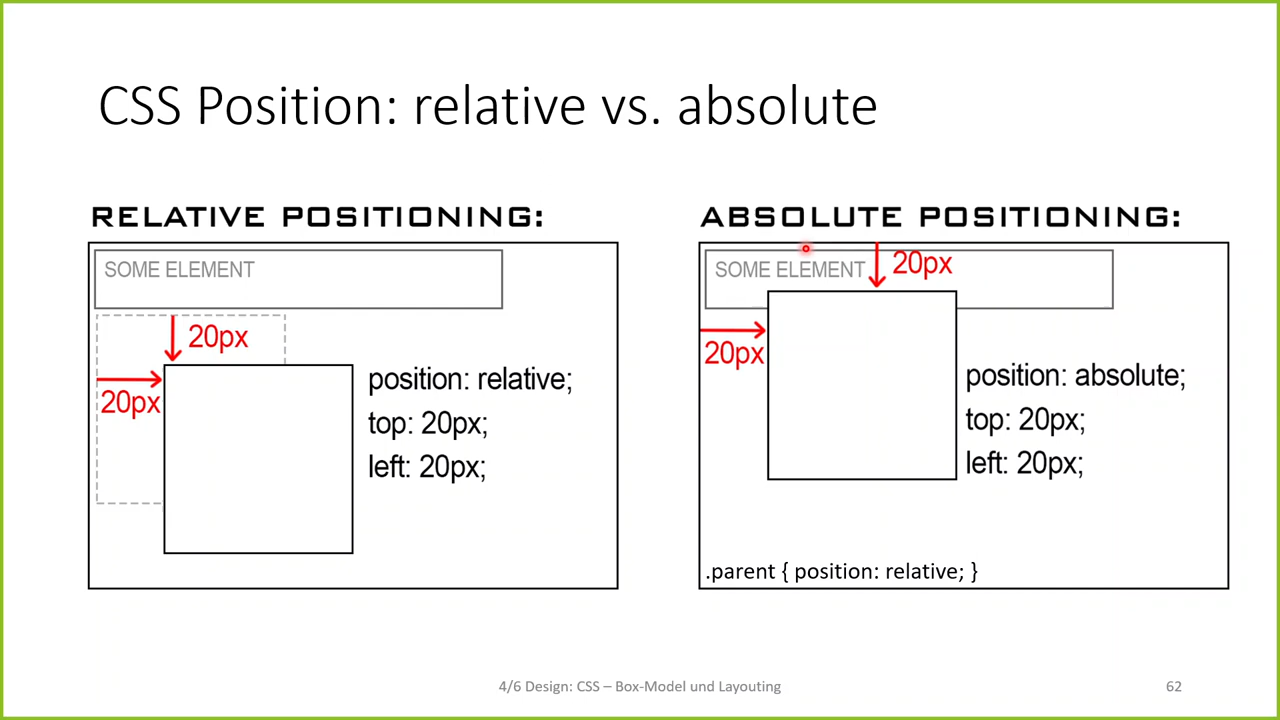 CSS Position: relative vs. absolute
RELATIVE POSITIONING:
SOME ELEMENT
20px
20px
position: relative;
top: 20px;
left: 20px;
ABSOLUTE POSITIONING:
SOME ELEMENT
20px
20px
position: absolute;
top: 20px;
left: 20px;
.parent { position: relative; }
4/6 Design: CSS – Box-Model und Layouting
62